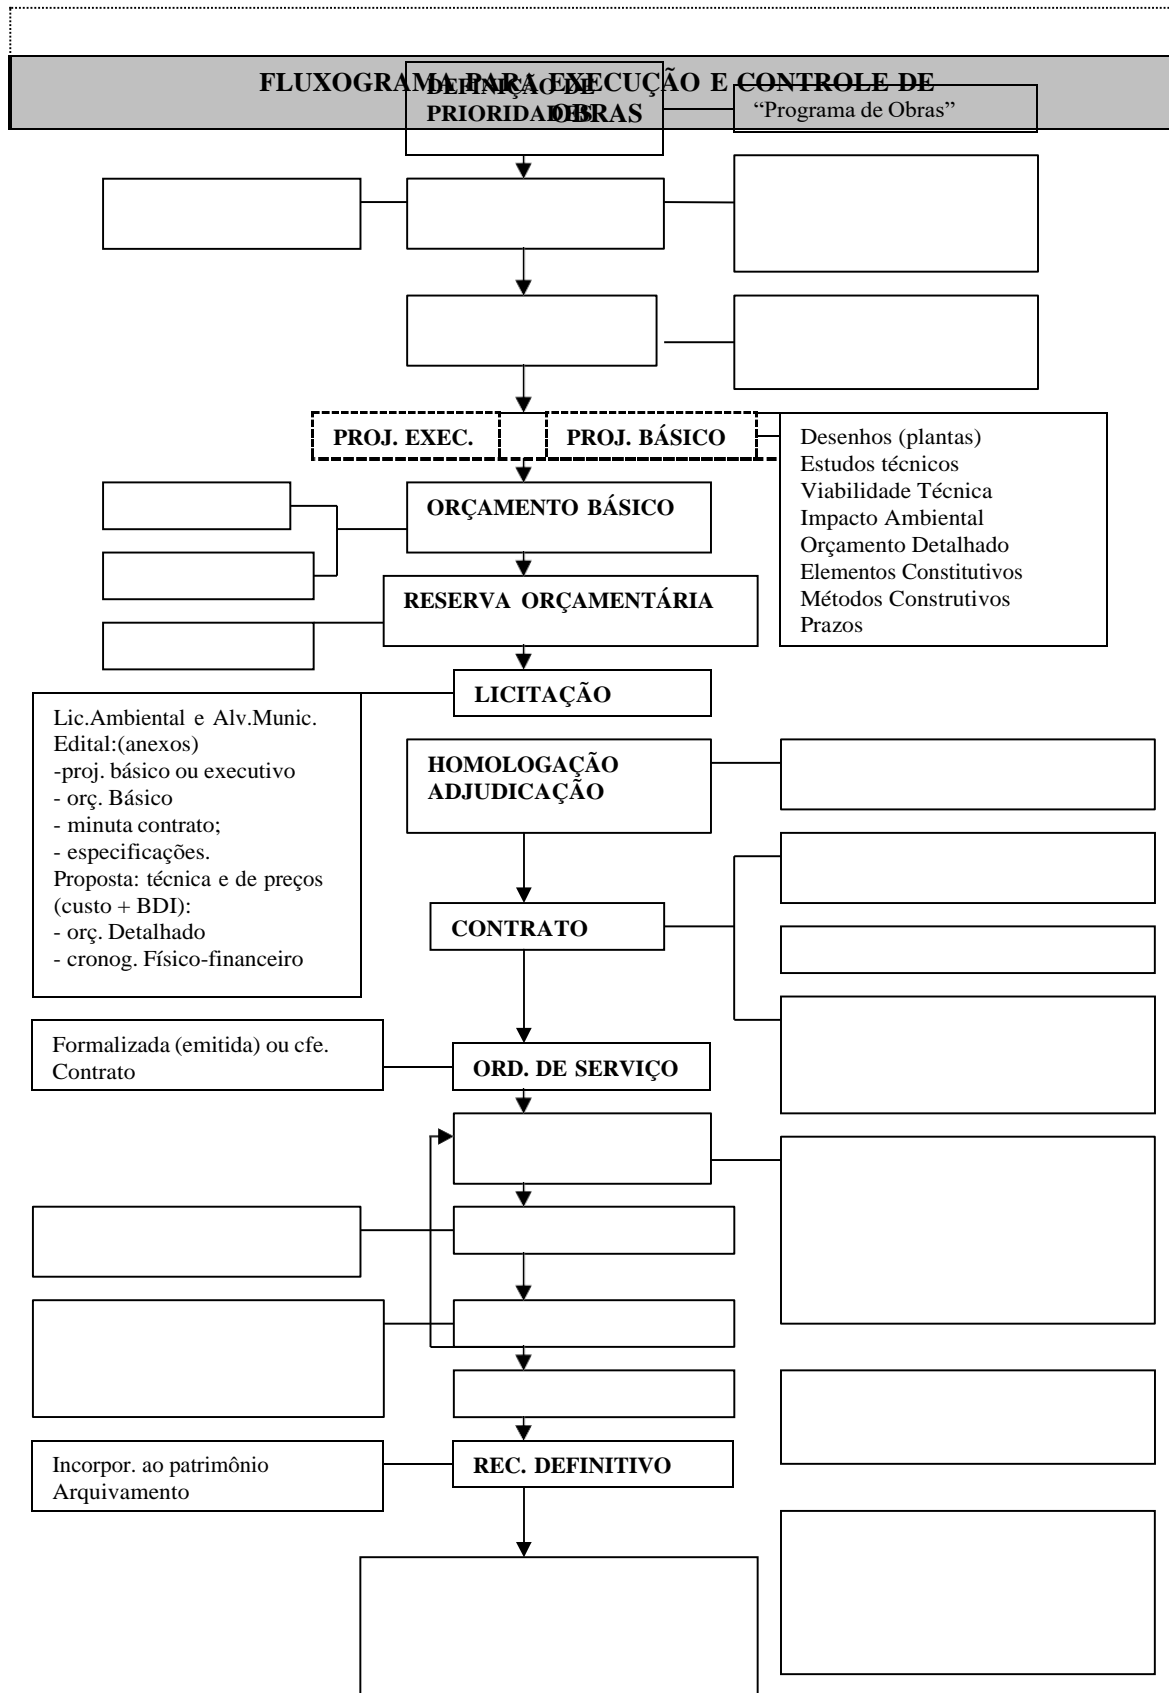 FLUXOGRAMA PARA EXECUÇÃO E CONTROLE DE
OBRAS
DEFINIÇÃO DE
PRIORIDADES
“Programa de Obras”
PROJ. EXEC.
PROJ. BÁSICO
Desenhos (plantas)
Estudos técnicos
Viabilidade Técnica
Impacto Ambiental
Orçamento Detalhado
Elementos Constitutivos
Métodos Construtivos
Prazos
ORÇAMENTO BÁSICO
RESERVA ORÇAMENTÁRIA
LICITAÇÃO
Lic.Ambiental e Alv.Munic.
Edital:(anexos)
-proj. básico ou executivo
- orç. Básico
- minuta contrato;
- especificações.
Proposta: técnica e de preços
(custo + BDI):
- orç. Detalhado
- cronog. Físico-financeiro
HOMOLOGAÇÃO
ADJUDICAÇÃO
CONTRATO
Formalizada (emitida) ou cfe.
Contrato
ORD. DE SERVIÇO
Incorpor. ao patrimônio
Arquivamento
REC. DEFINITIVO